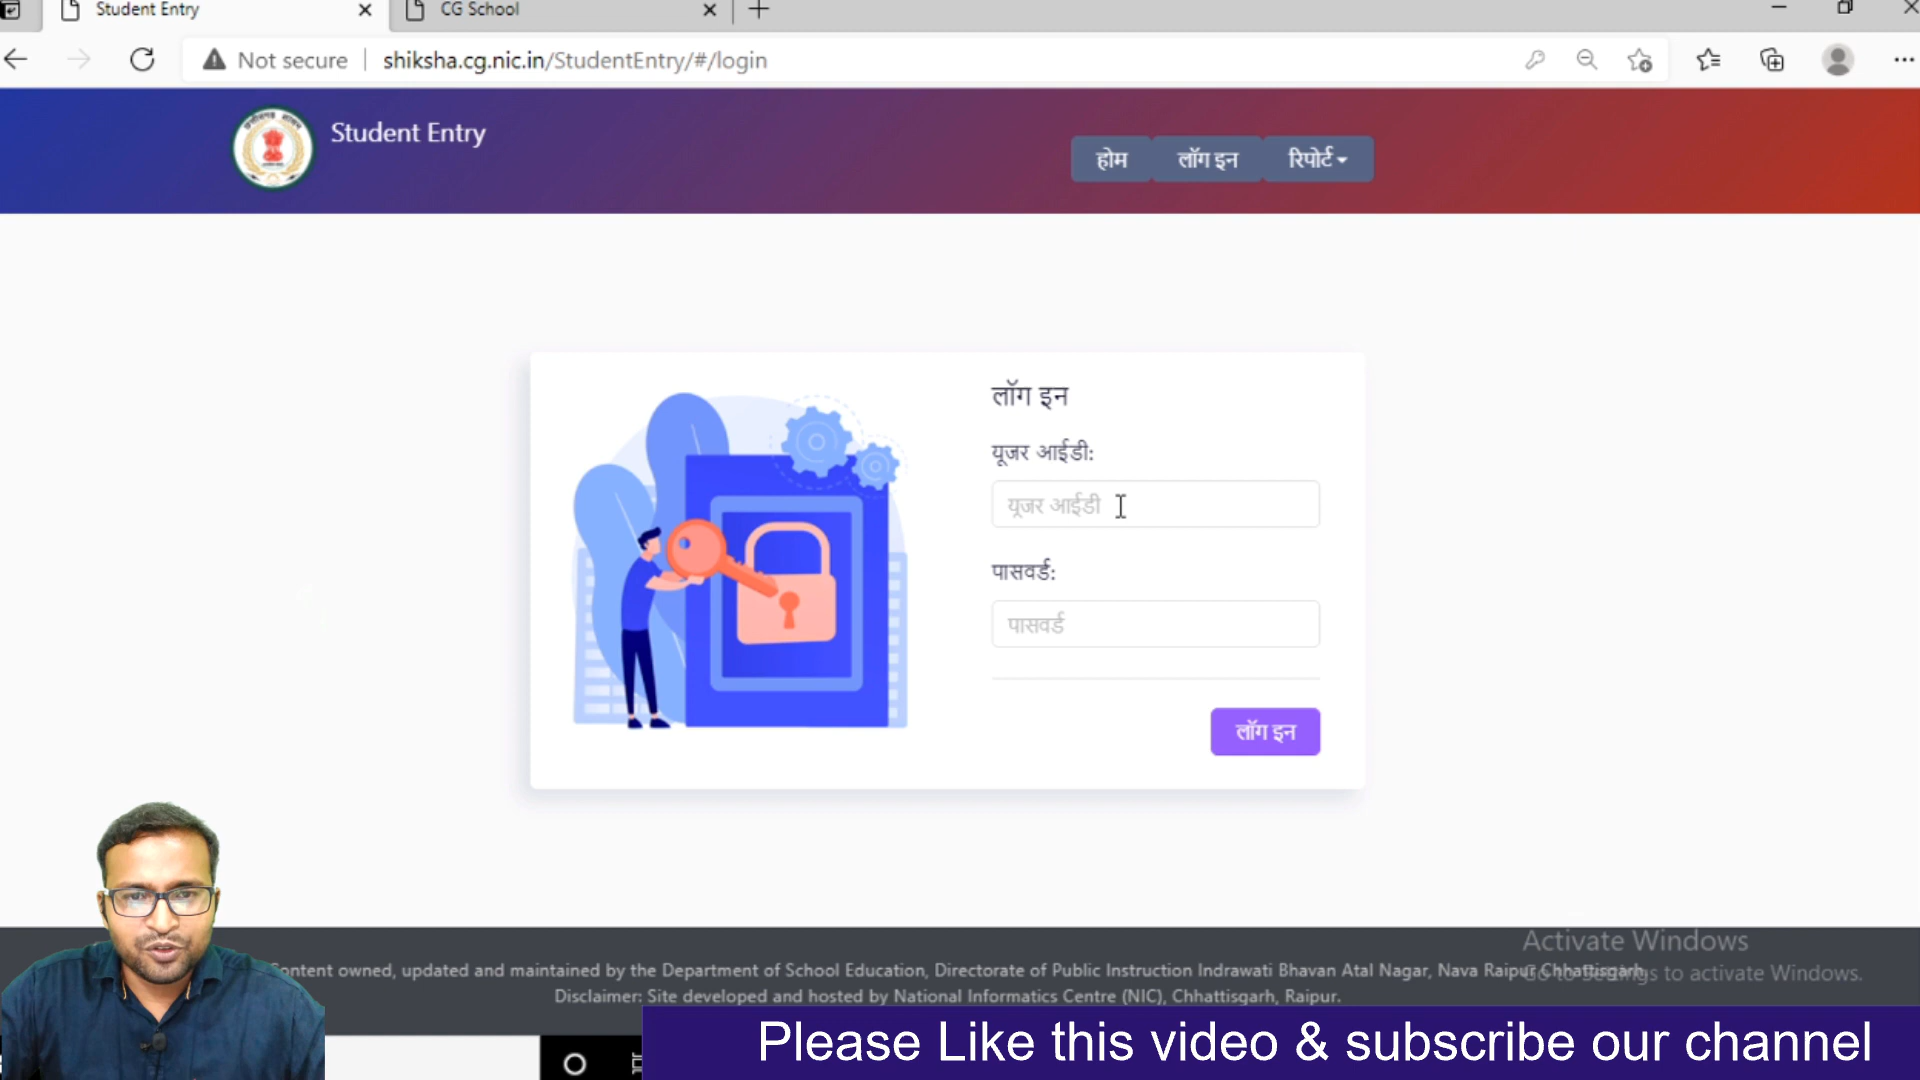 Student Entry
CG School
Not secure
shiksha.cg.nic.in/StudentEntry/#/login
Student Entry
होम
लॉग इन
रिपोर्ट
लॉग इन
यूजर आईडी:
यूजर आईडी
पासवर्ड:
पासवर्ड
लॉग इन
Activate Windows
Go to Settings to activate Windows.
Content owned, updated and maintained by the Department of School Education, Directorate of Public Instruction Indrawati Bhavan Atal Nagar, Nava Raipur Chhattisgarh
Disclaimer: Site developed and hosted by National Informatics Centre (NIC), Chhattisgarh, Raipur.
Please Like this video & subscribe our channel